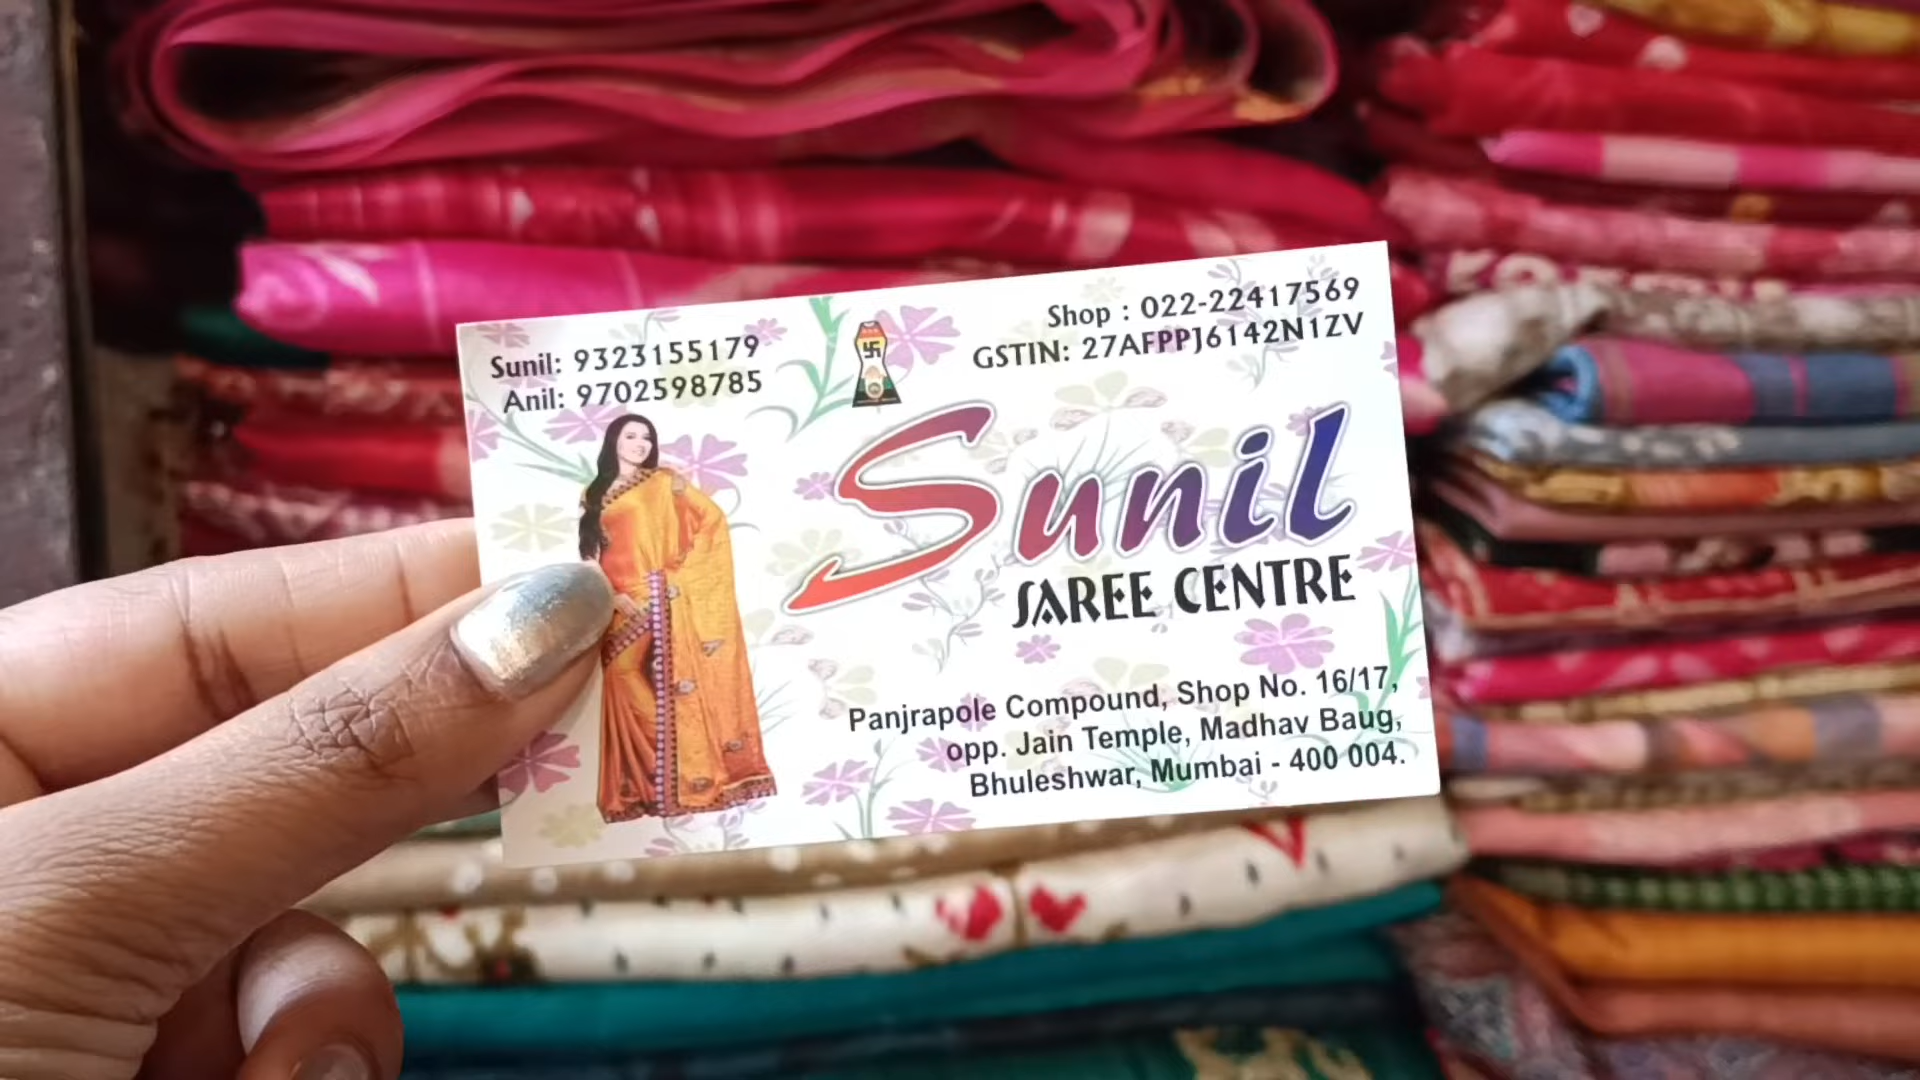 Sunil: 9323155179
Anil: 9702598785
Shop : 022-22417569
GSTIN: 27AFPPJ6142N1ZV
Sunil
SAREE CENTRE
Panjrapole Compound, Shop No. 16/17,
opp. Jain Temple, Madhav Baug,
Bhuleshwar, Mumbai - 400 004.